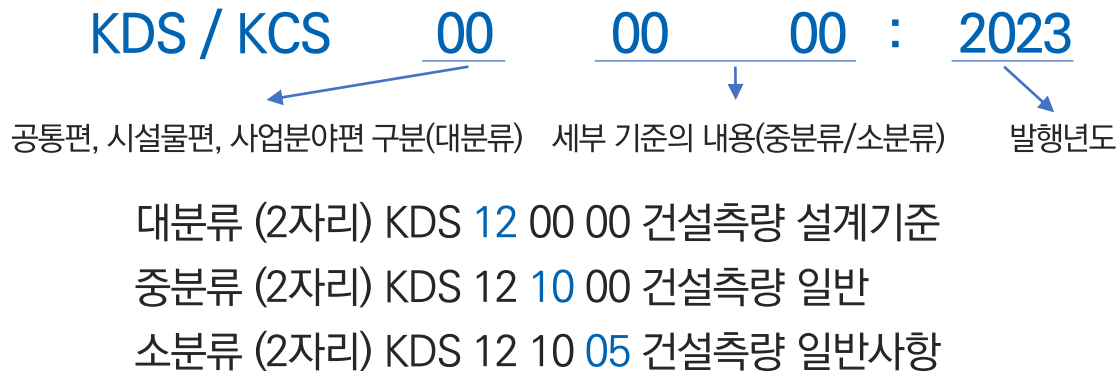 KDS / KCS 00 00 00 : 2023
공통편, 시설물편, 사업분야편 구분(대분류) 세부 기준의 내용(중분류/소분류) 발행년도
대분류 (2자리) KDS 12 00 00 건설측량 설계기준
중분류 (2자리) KDS 12 10 00 건설측량 일반
소분류 (2자리) KDS 12 10 05 건설측량 일반사항